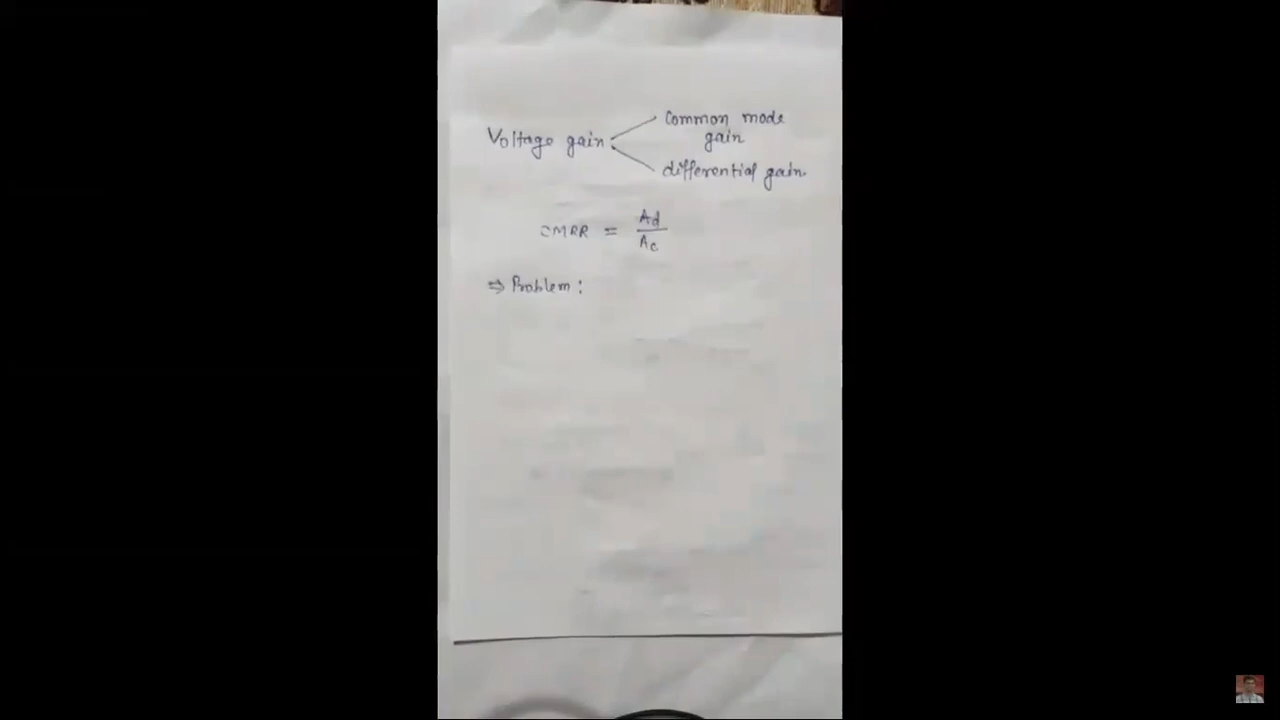 Voltage gain
Common mode
gain
differential gain
CMRR = Ad/Ac
⇒ Problem :